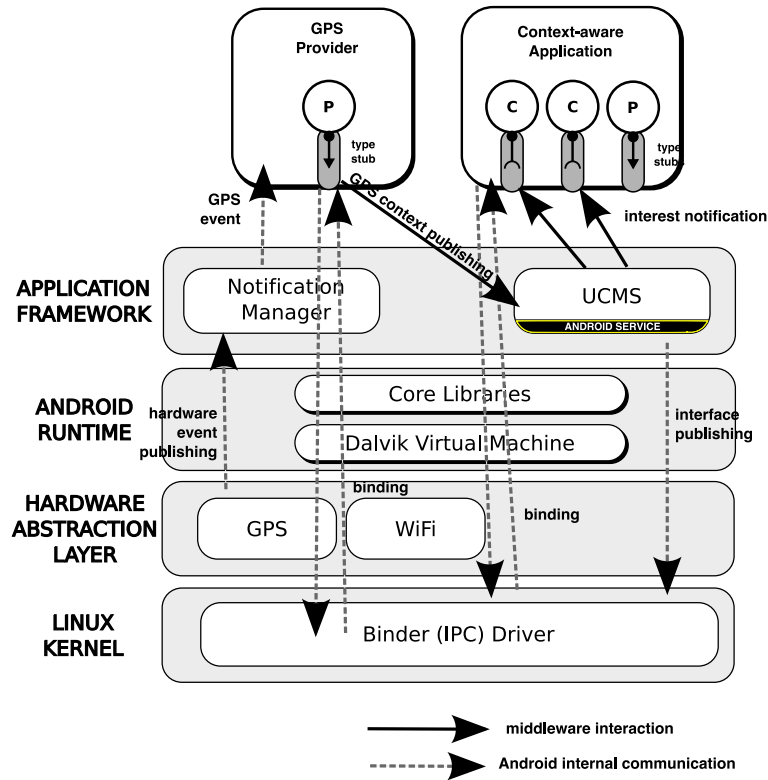 GPS
Provider
Context-aware
Application
P
C
C
P
type
stub
type
stubs
GPS
event
GPS context publishing
interest notification
APPLICATION
FRAMEWORK
Notification
Manager
UCMS
ANDROID SERVICE
ANDROID
RUNTIME
hardware
event
publishing
Core Libraries
Dalvik Virtual Machine
interface
publishing
HARDWARE
ABSTRACTION
LAYER
GPS
WiFi
binding
binding
LINUX
KERNEL
Binder (IPC) Driver
middleware interaction
Android internal communication